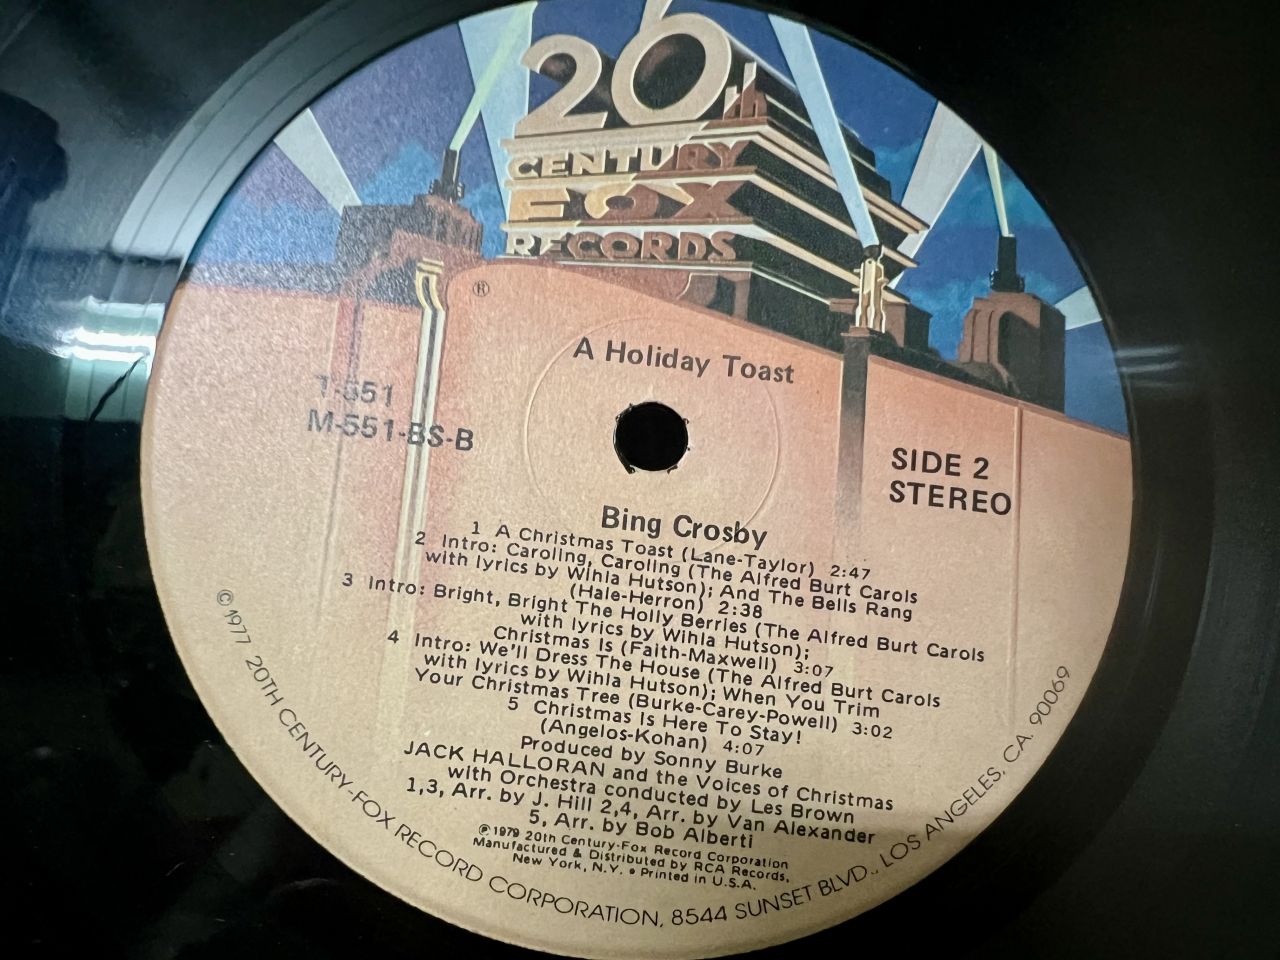 20th
CENTURY
FOX
RECORDS
®
A Holiday Toast
T-551
M-551-BS-B
SIDE 2
STEREO
Bing Crosby
1 A Christmas Toast (Lane-Taylor) 2:47
2 Intro: Caroling, Caroling (The Alfred Burt Carols
with lyrics by Wihla Hutson); And The Bells Rang
(Hale-Herron) 2:38
3 Intro: Bright, Bright The Holly Berries (The Alfred Burt Carols
with lyrics by Wihla Hutson);
Christmas Is (Faith-Maxwell) 3:07
4 Intro: We'll Dress The House (The Alfred Burt Carols
with lyrics by Wihla Hutson); When You Trim
Your Christmas Tree (Burke-Carey-Powell) 3:02
5 Christmas Is Here To Stay!
(Angelos-Kohan) 4:07
Produced by Sonny Burke
JACK HALLORAN and the Voices of Christmas
with Orchestra conducted by Les Brown
1,3, Arr. by J. Hill 2,4, Arr. by Van Alexander
5, Arr. by Bob Alberti
℗ 1979 20th Century-Fox Record Corporation
Manufactured & Distributed by RCA Records,
New York, N.Y. • Printed in U.S.A.
© 1977 20TH CENTURY-FOX RECORD CORPORATION, 8544 SUNSET BLVD., LOS ANGELES, CA. 90069